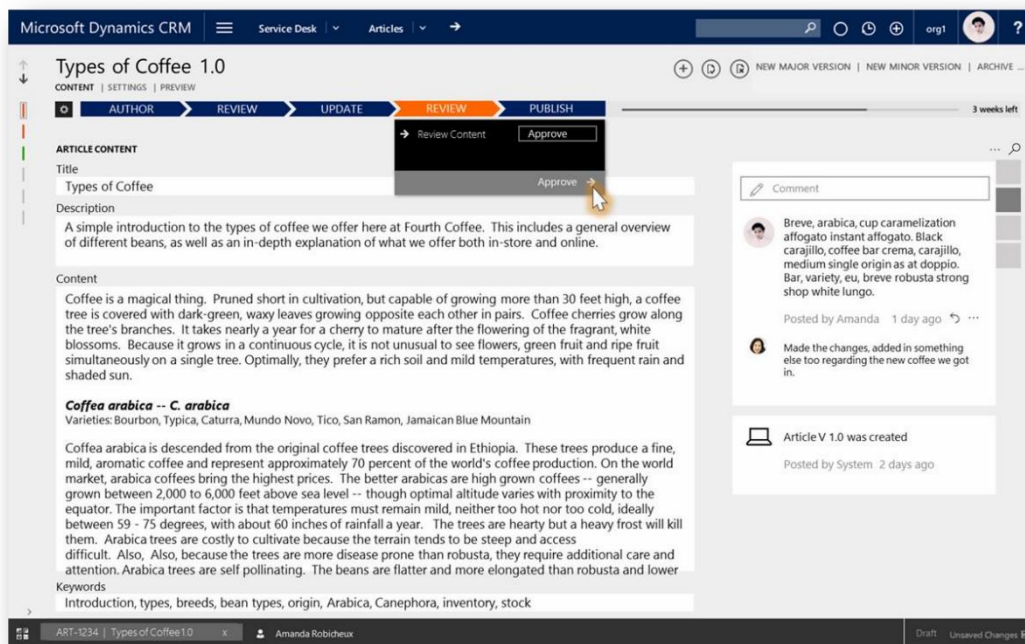 Microsoft Dynamics CRM Service Desk Articles org1 ?
Types of Coffee 1.0
NEW MAJOR VERSION | NEW MINOR VERSION | ARCHIVE ...
CONTENT | SETTINGS | PREVIEW
AUTHOR REVIEW UPDATE REVIEW PUBLISH 3 weeks left
Review Content Approve
Approve
ARTICLE CONTENT
Title
Types of Coffee
Description
A simple introduction to the types of coffee we offer here at Fourth Coffee. This includes a general overview
of different beans, as well as an in-depth explanation of what we offer both in-store and online.
Content
Coffee is a magical thing. Pruned short in cultivation, but capable of growing more than 30 feet high, a coffee
tree is covered with dark-green, waxy leaves growing opposite each other in pairs. Coffee cherries grow along
the tree's branches. It takes nearly a year for a cherry to mature after the flowering of the fragrant, white
blossoms. Because it grows in a continuous cycle, it is not unusual to see flowers, green fruit and ripe fruit
simultaneously on a single tree. Optimally, they prefer a rich soil and mild temperatures, with frequent rain and
shaded sun.
Coffea arabica -- C. arabica
Varieties: Bourbon, Typica, Caturra, Mundo Novo, Tico, San Ramon, Jamaican Blue Mountain
Coffea arabica is descended from the original coffee trees discovered in Ethiopia. These trees produce a fine,
mild, aromatic coffee and represent approximately 70 percent of the world's coffee production. On the world
market, arabica coffees bring the highest prices. The better arabicas are high grown coffees -- generally
grown between 2,000 to 6,000 feet above sea level -- though optimal altitude varies with proximity to the
equator. The important factor is that temperatures must remain mild, neither too hot nor too cold, ideally
between 59 - 75 degrees, with about 60 inches of rainfall a year. The trees are hearty but a heavy frost will kill
them. Arabica trees are costly to cultivate because the terrain tends to be steep and access
difficult. Also, Also, because the trees are more disease prone than robusta, they require additional care and
attention. Arabica trees are self pollinating. The beans are flatter and more elongated than robusta and lower
Keywords
Introduction, types, breeds, bean types, origin, Arabica, Canephora, inventory, stock
...
Comment
Breve, arabica, cup caramelization
affogato instant affogato. Black
carajillo, coffee bar crema, carajillo,
medium single origin as at doppio.
Bar, variety, eu, breve robusta strong
shop white lungo.
Posted by Amanda 1 day ago ...
Made the changes, added in something
else too regarding the new coffee we got
in.
Article V 1.0 was created
Posted by System 2 days ago
ART-1234 | Types of Coffee1.0 x Amanda Robicheux Draft Unsaved Changes